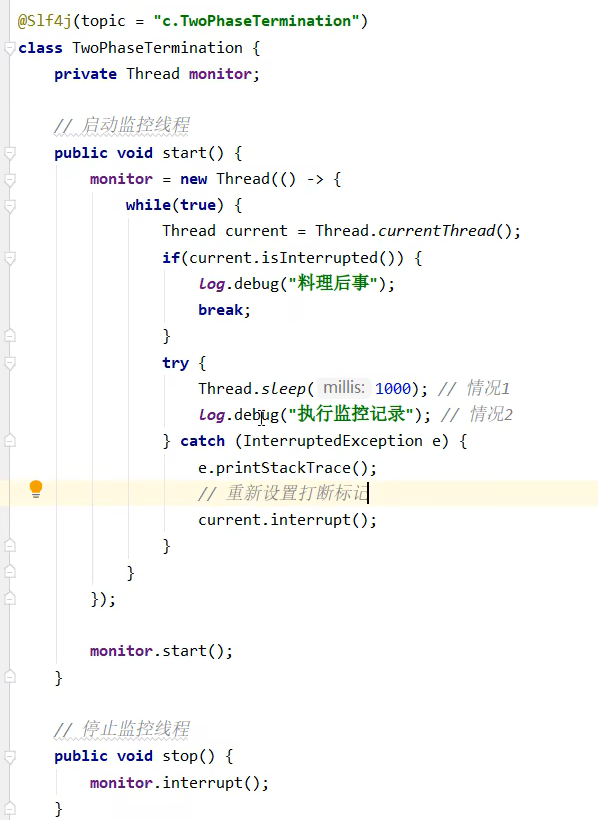 @Slf4j(topic = "c.TwoPhaseTermination")
class TwoPhaseTermination {
    private Thread monitor;

    // 启动监控线程
    public void start() {
        monitor = new Thread(() -> {
            while(true) {
                Thread current = Thread.currentThread();
                if(current.isInterrupted()) {
                    log.debug("料理后事");
                    break;
                }
                try {
                    Thread.sleep( millis: 1000); // 情况1
                    log.debug("执行监控记录"); // 情况2
                } catch (InterruptedException e) {
                    e.printStackTrace();
                    // 重新设置打断标记
                    current.interrupt();
                }
            }
        });

        monitor.start();
    }

    // 停止监控线程
    public void stop() {
        monitor.interrupt();
    }